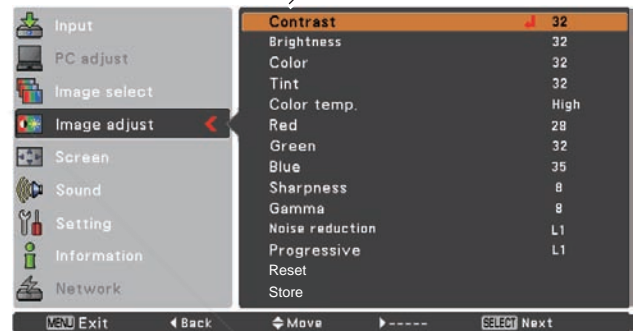 Input
PC adjust
Image select
Image adjust
Screen
Sound
Setting
Information
Network
Contrast 32
Brightness 32
Color 32
Tint 32
Color temp. High
Red 28
Green 32
Blue 35
Sharpness 8
Gamma 8
Noise reduction L1
Progressive L1
Reset
Store
MENU Exit Back Move ----- SELECT Next